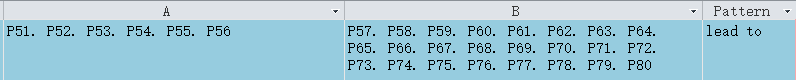 A B Pattern
P51. P52. P53. P54. P55. P56 P57. P58. P59. P60. P61. P62. P63. P64. lead to
P65. P66. P67. P68. P69. P70. P71. P72.
P73. P74. P75. P76. P77. P78. P79. P80